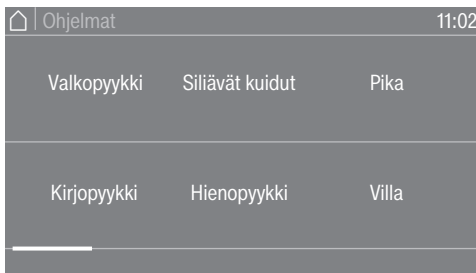 Ohjelmat 11:02
Valkopyykki Siliävät kuidut Pika
Kirjopyykki Hienopyykki Villa